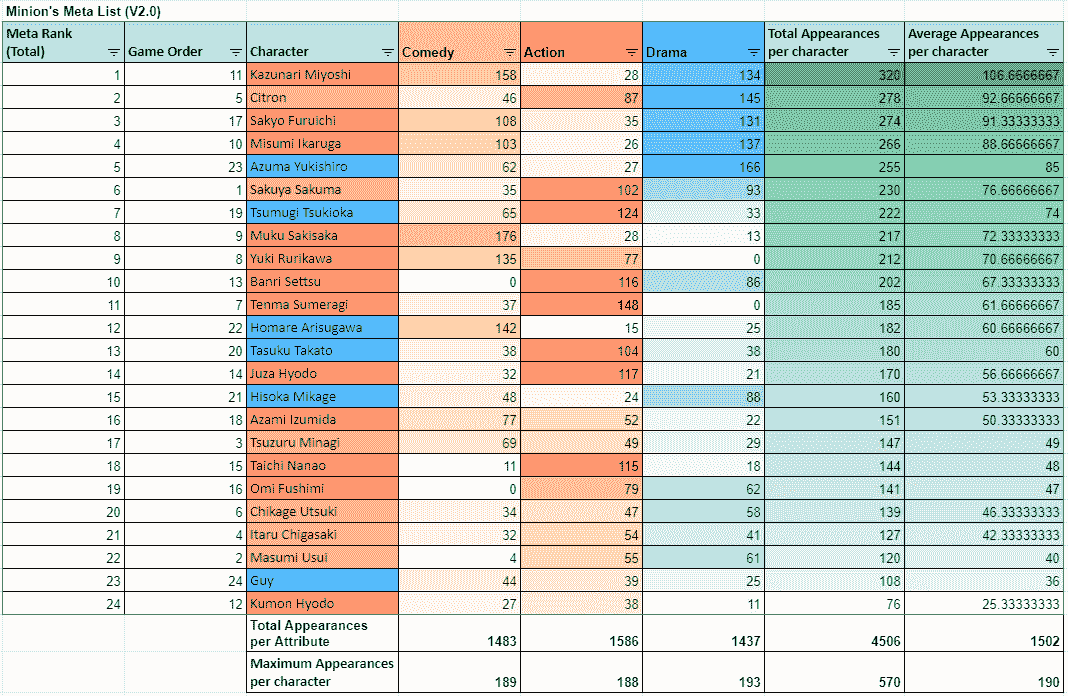 Minion's Meta List (V2.0)
Meta Rank (Total) Game Order Character Comedy Action Drama Total Appearances per character Average Appearances per character
1 11 Kazunari Miyoshi 158 28 134 320 106.6666667
2 5 Citron 46 87 145 278 92.66666667
3 17 Sakyo Furuichi 108 35 131 274 91.33333333
4 10 Misumi Ikaruga 103 26 137 266 88.66666667
5 23 Azuma Yukishiro 62 27 166 255 85
6 1 Sakuya Sakuma 35 102 93 230 76.66666667
7 19 Tsumugi Tsukioka 65 124 33 222 74
8 9 Muku Sakisaka 176 28 13 217 72.33333333
9 8 Yuki Rurikawa 135 77 0 212 70.66666667
10 13 Banri Settsu 0 116 86 202 67.33333333
11 7 Tenma Sumeragi 37 148 0 185 61.66666667
12 22 Homare Arisugawa 142 15 25 182 60.66666667
13 20 Tasuku Takato 38 104 38 180 60
14 14 Juza Hyodo 32 117 21 170 56.66666667
15 21 Hisoka Mikage 48 24 88 160 53.33333333
16 18 Azami Izumida 77 52 22 151 50.33333333
17 3 Tsuzuru Minagi 69 49 29 147 49
18 15 Taichi Nanao 11 115 18 144 48
19 16 Omi Fushimi 0 79 62 141 47
20 6 Chikage Utsuki 34 47 58 139 46.33333333
21 4 Itaru Chigasaki 32 54 41 127 42.33333333
22 2 Masumi Usui 4 55 61 120 40
23 24 Guy 44 39 25 108 36
24 12 Kumon Hyodo 27 38 11 76 25.33333333
Total Appearances per Attribute 1483 1586 1437 4506 1502
Maximum Appearances per character 189 188 193 570 190